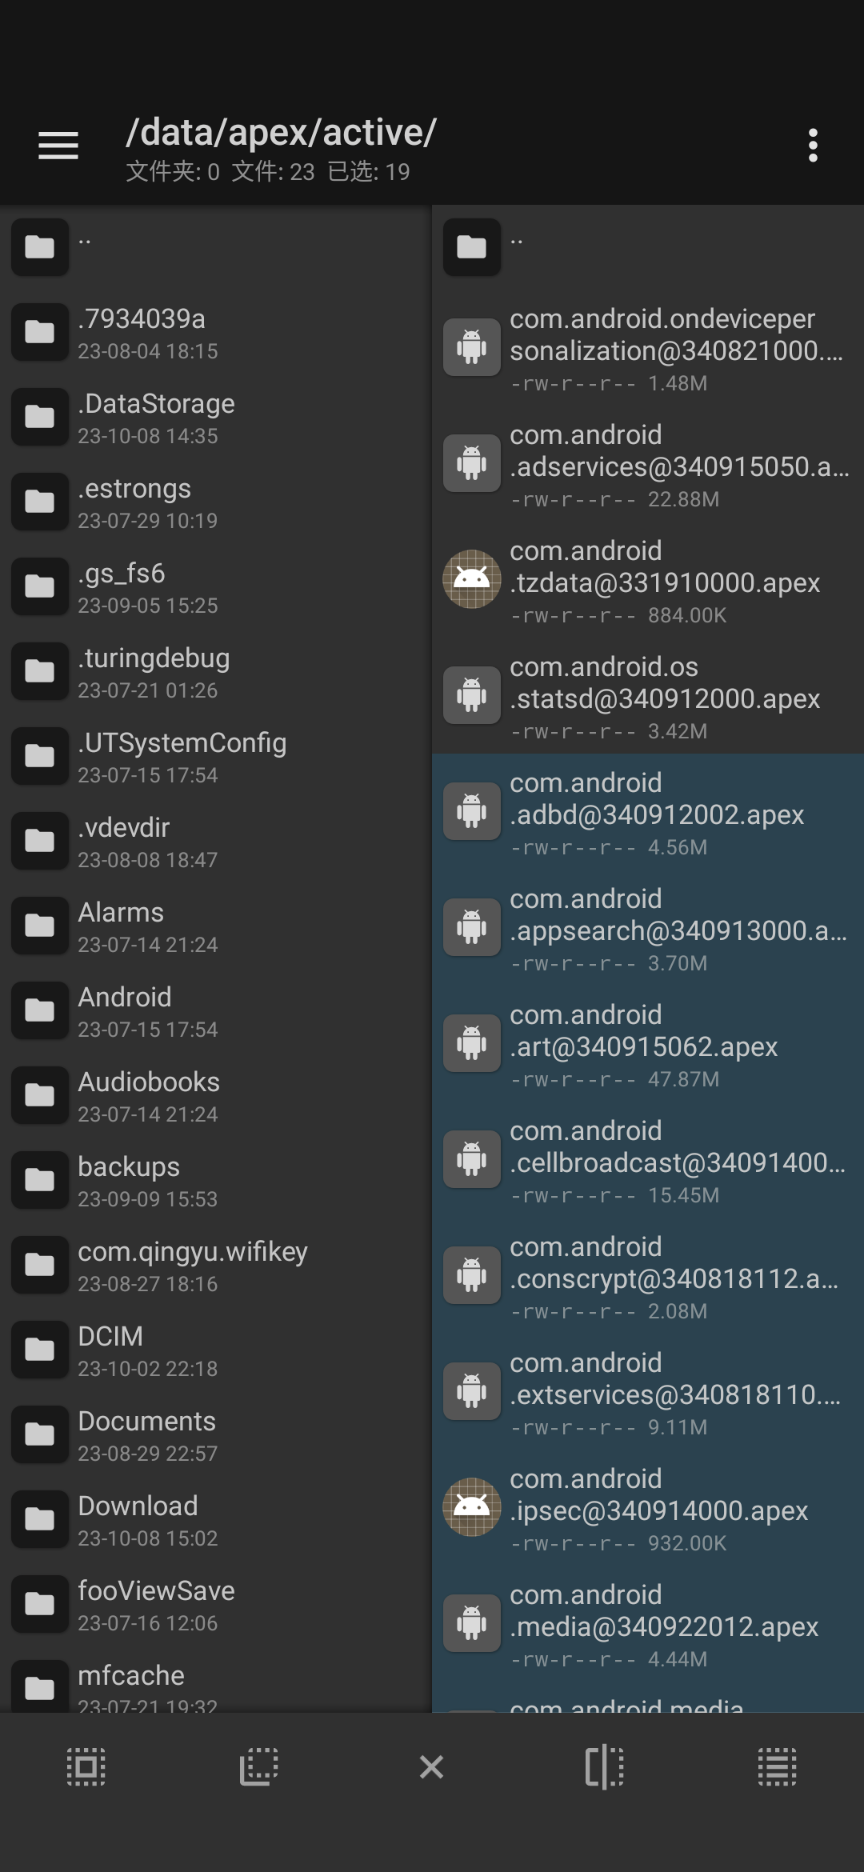 /data/apex/active/
文件夹: 0 文件: 23 已选: 19
..
.7934039a
23-08-04 18:15
.DataStorage
23-10-08 14:35
.estrongs
23-07-29 10:19
.gs_fs6
23-09-05 15:25
.turingdebug
23-07-21 01:26
.UTSystemConfig
23-07-15 17:54
.vdevdir
23-08-08 18:47
Alarms
23-07-14 21:24
Android
23-07-15 17:54
Audiobooks
23-07-14 21:24
backups
23-09-09 15:53
com.qingyu.wifikey
23-08-27 18:16
DCIM
23-10-02 22:18
Documents
23-08-29 22:57
Download
23-10-08 15:02
fooViewSave
23-07-16 12:06
mfcache
23-07-21 19:32
..
com.android.ondeviceper
sonalization@340821000.…
-rw-r--r-- 1.48M
com.android
.adservices@340915050.a…
-rw-r--r-- 22.88M
com.android
.tzdata@331910000.apex
-rw-r--r-- 884.00K
com.android.os
.statsd@340912000.apex
-rw-r--r-- 3.42M
com.android
.adbd@340912002.apex
-rw-r--r-- 4.56M
com.android
.appsearch@340913000.a…
-rw-r--r-- 3.70M
com.android
.art@340915062.apex
-rw-r--r-- 47.87M
com.android
.cellbroadcast@34091400…
-rw-r--r-- 15.45M
com.android
.conscrypt@340818112.a…
-rw-r--r-- 2.08M
com.android
.extservices@340818110.…
-rw-r--r-- 9.11M
com.android
.ipsec@340914000.apex
-rw-r--r-- 932.00K
com.android
.media@340922012.apex
-rw-r--r-- 4.44M
com.android.media